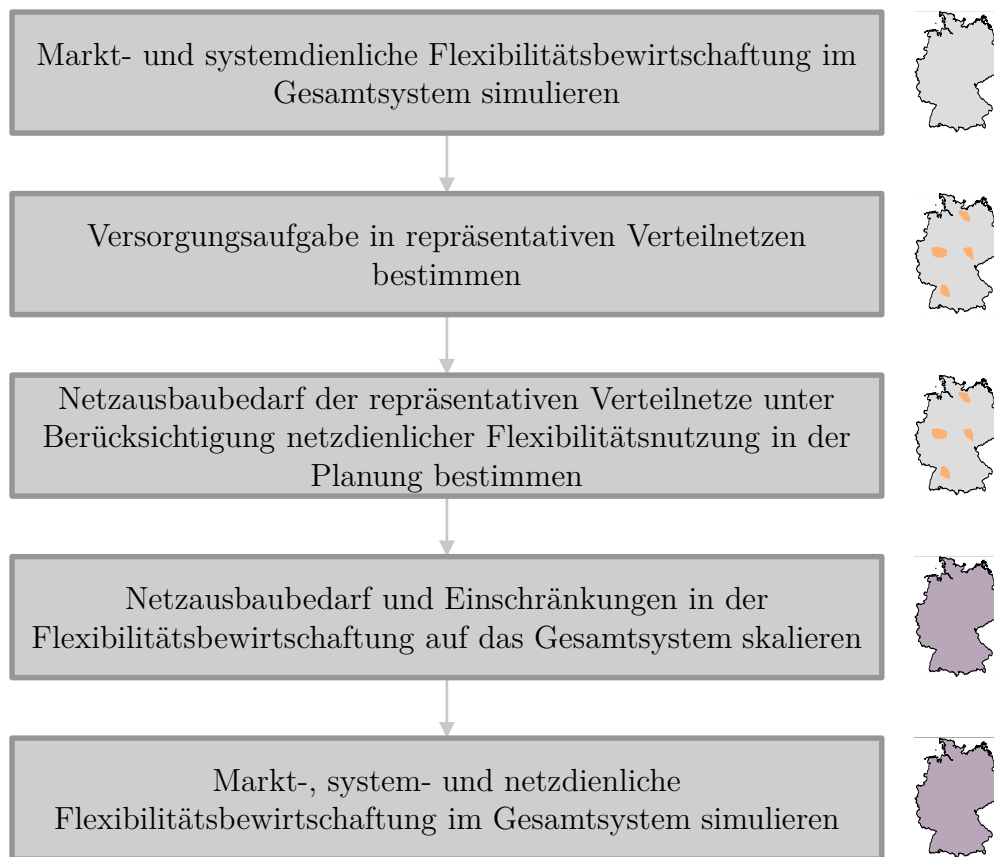 Markt- und systemdienliche Flexibilitätsbewirtschaftung im
Gesamtsystem simulieren
Versorgungsaufgabe in repräsentativen Verteilnetzen
bestimmen
Netzausbaubedarf der repräsentativen Verteilnetze unter
Berücksichtigung netzdienlicher Flexibilitätsnutzung in der
Planung bestimmen
Netzausbaubedarf und Einschränkungen in der
Flexibilitätsbewirtschaftung auf das Gesamtsystem skalieren
Markt-, system- und netzdienliche
Flexibilitätsbewirtschaftung im Gesamtsystem simulieren